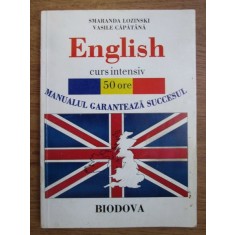 SMARANDA LOZINSKI
VASILE CĂPĂȚÂNĂ
English
curs intensiv
50 ore
MANUALUL GARANTEAZĂ SUCCESUL
BIODOVA